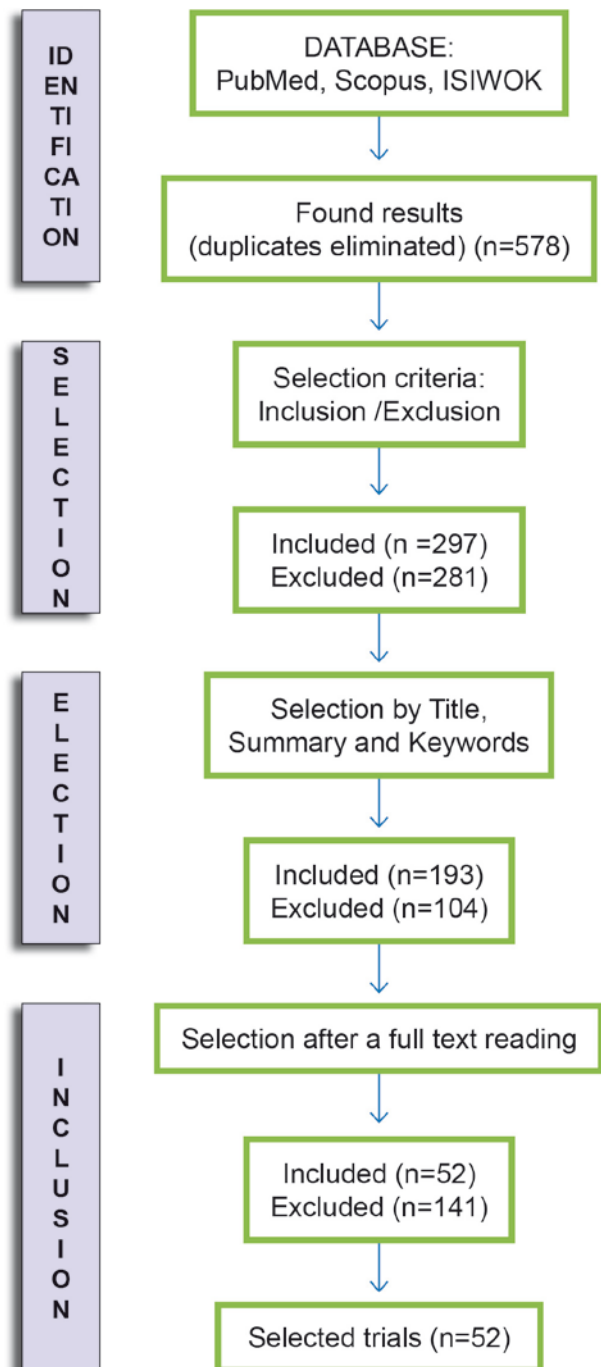 ID
EN
TI
FI
CA
TI
ON
DATABASE:
PubMed, Scopus, ISIWOK
Found results
(duplicates eliminated) (n=578)
S
E
L
E
C
T
I
O
N
Selection criteria:
Inclusion /Exclusion
Included (n =297)
Excluded (n=281)
E
L
E
C
T
I
O
N
Selection by Title,
Summary and Keywords
Included (n=193)
Excluded (n=104)
I
N
C
L
U
S
I
O
N
Selection after a full text reading
Included (n=52)
Excluded (n=141)
Selected trials (n=52)